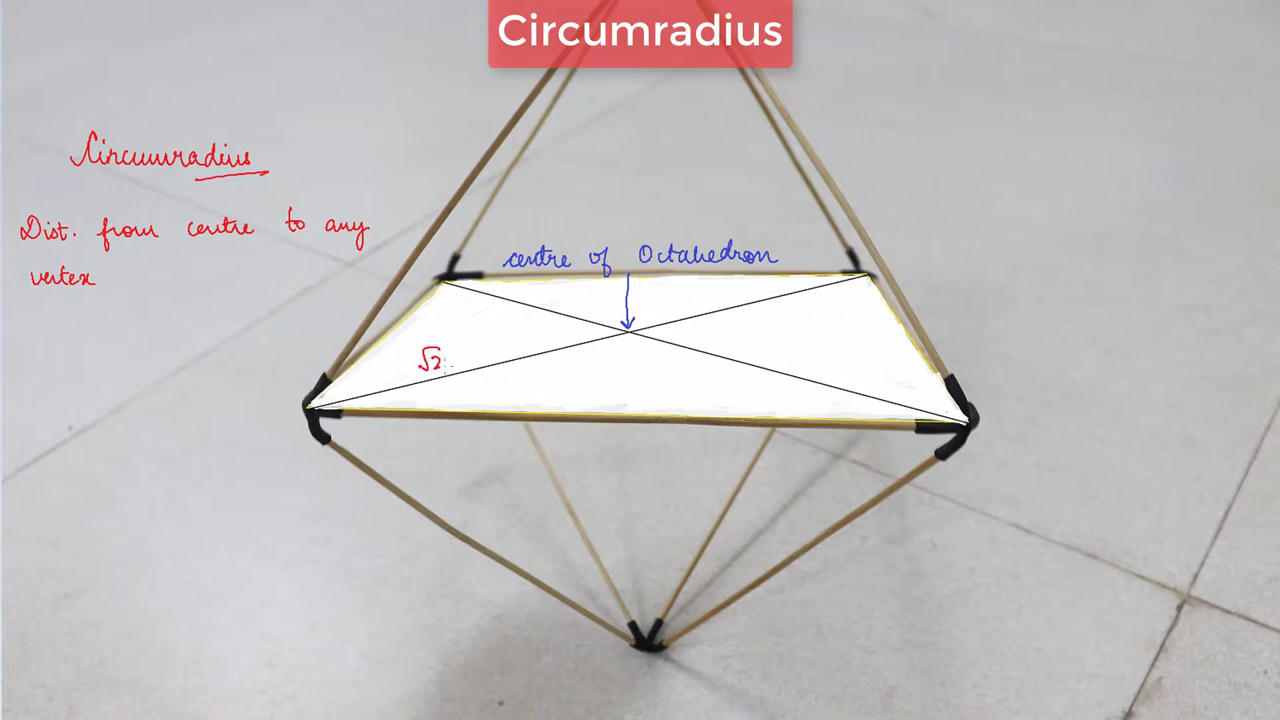 Circumradius
Circumradius
Dist. from centre to any
vertex
centre of Octahedron
√2